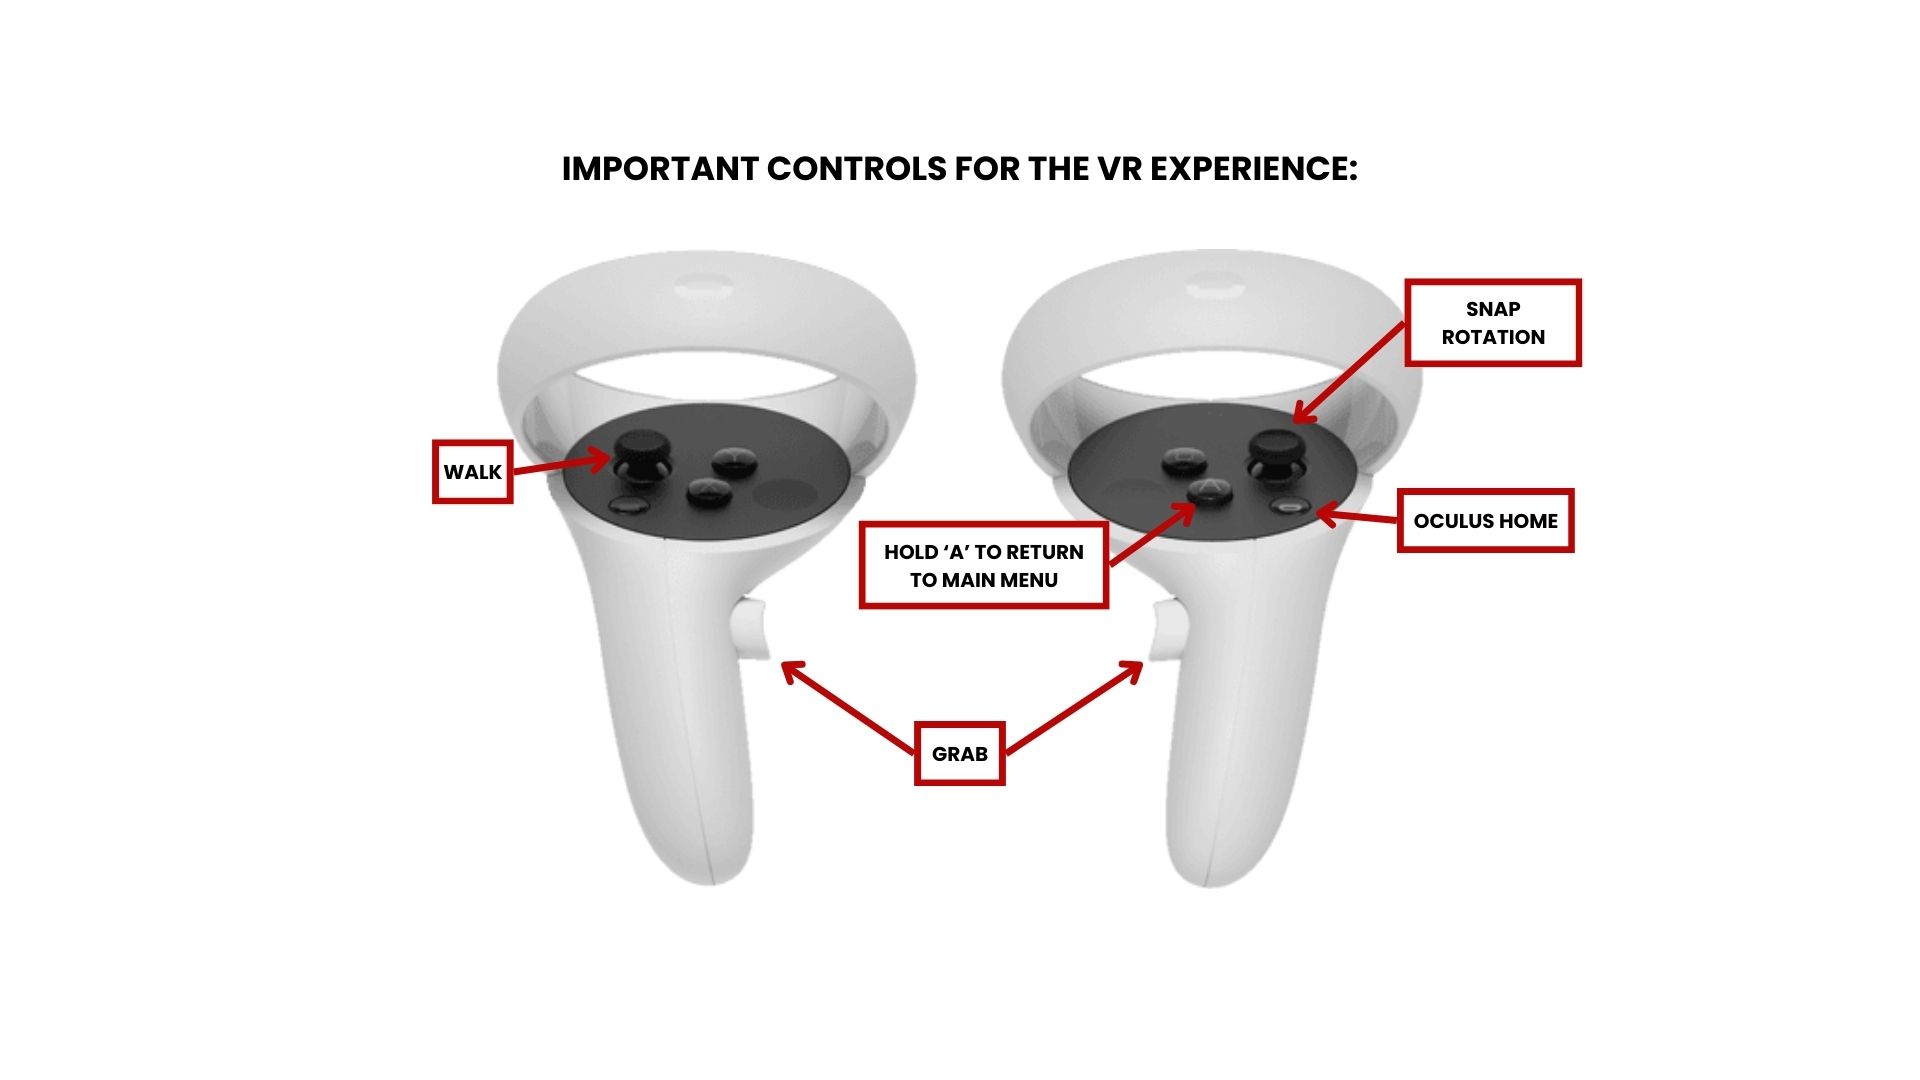 IMPORTANT CONTROLS FOR THE VR EXPERIENCE:
SNAP
ROTATION
WALK
Y
A
OCULUS HOME
HOLD ‘A’ TO RETURN
TO MAIN MENU
GRAB